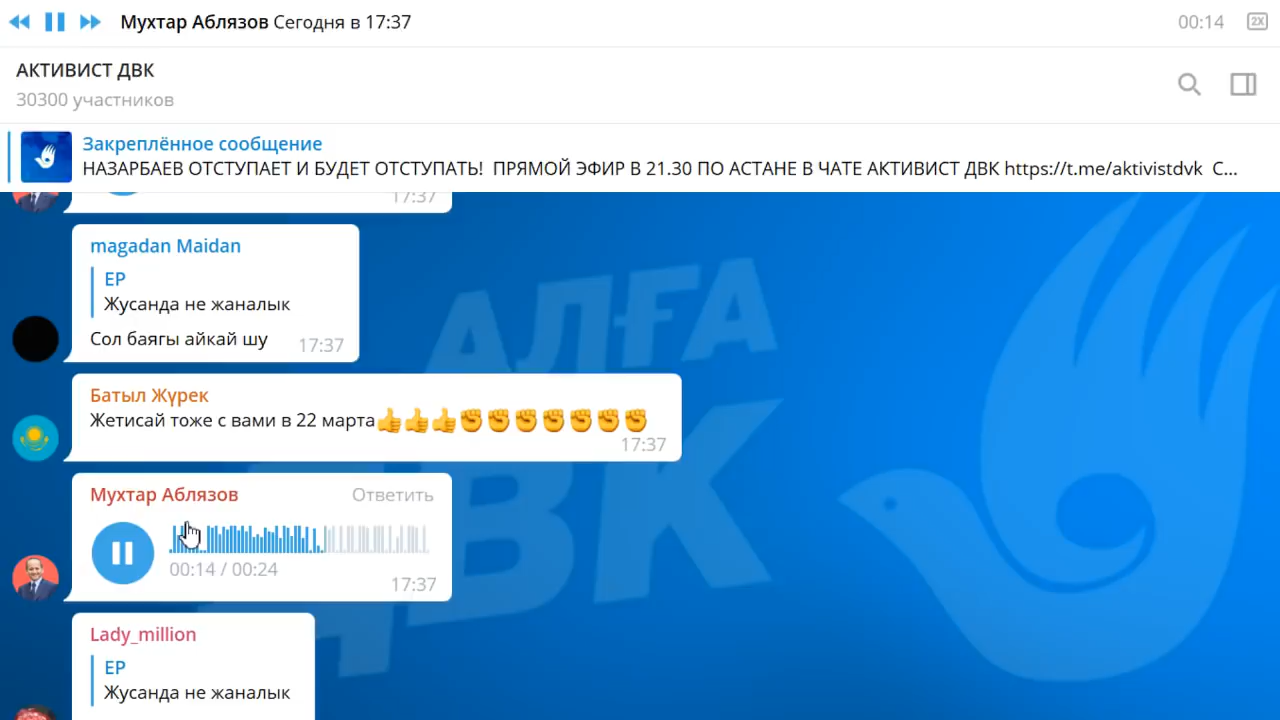 Мухтар Аблязов Сегодня в 17:37
00:14
2X
АКТИВИСТ ДВК
30300 участников
Закреплённое сообщение
НАЗАРБАЕВ ОТСТУПАЕТ И БУДЕТ ОТСТУПАТЬ! ПРЯМОЙ ЭФИР В 21.30 ПО АСТАНЕ В ЧАТЕ АКТИВИСТ ДВК https://t.me/aktivistdvk С...
17:37
magadan Maidan
EP
Жусанда не жаналык
Сол баягы айкай шу
17:37
Батыл Жүрек
Жетисай тоже с вами в 22 марта👍👍👍✊✊✊✊✊✊✊
17:37
Мухтар Аблязов
Ответить
00:14 / 00:24
17:37
Lady_million
EP
Жусанда не жаналык
АЛҒА
ДВК